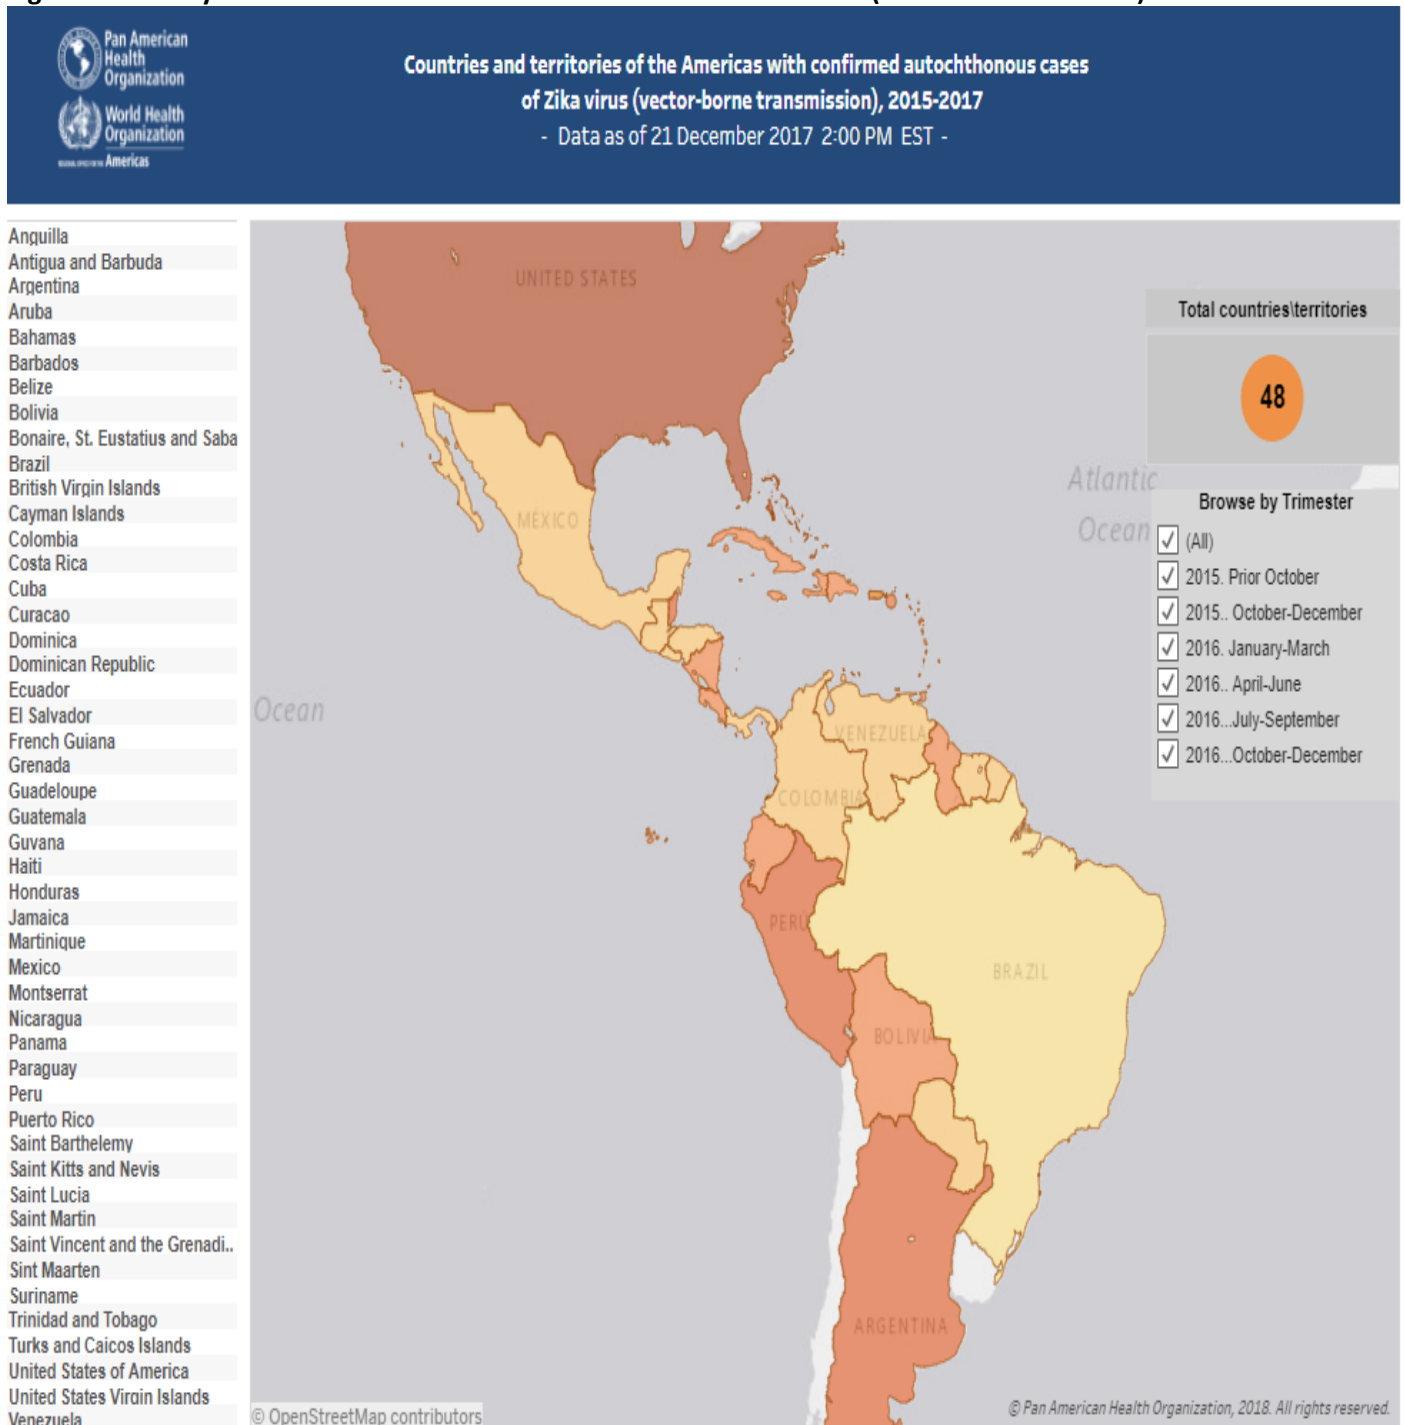 Pan American
Health
Organization
World Health
Organization
REGIONAL OFFICE FOR THE Americas
Countries and territories of the Americas with confirmed autochthonous cases
of Zika virus (vector-borne transmission), 2015-2017
- Data as of 21 December 2017 2:00 PM EST -
Anguilla
Antigua and Barbuda
Argentina
Aruba
Bahamas
Barbados
Belize
Bolivia
Bonaire, St. Eustatius and Saba
Brazil
British Virgin Islands
Cayman Islands
Colombia
Costa Rica
Cuba
Curacao
Dominica
Dominican Republic
Ecuador
El Salvador
French Guiana
Grenada
Guadeloupe
Guatemala
Guyana
Haiti
Honduras
Jamaica
Martinique
Mexico
Montserrat
Nicaragua
Panama
Paraguay
Peru
Puerto Rico
Saint Barthelemy
Saint Kitts and Nevis
Saint Lucia
Saint Martin
Saint Vincent and the Grenadi..
Sint Maarten
Suriname
Trinidad and Tobago
Turks and Caicos Islands
United States of America
United States Virgin Islands
Venezuela
UNITED STATES
MÉXICO
Ocean
VENEZUELA
COLOMBIA
PERÚ
BRAZIL
BOLIVIA
ARGENTINA
Atlantic
Ocean
Total countries\territories
48
Browse by Trimester
(All)
2015. Prior October
2015.. October-December
2016. January-March
2016.. April-June
2016...July-September
2016...October-December
© OpenStreetMap contributors
© Pan American Health Organization, 2018. All rights reserved.